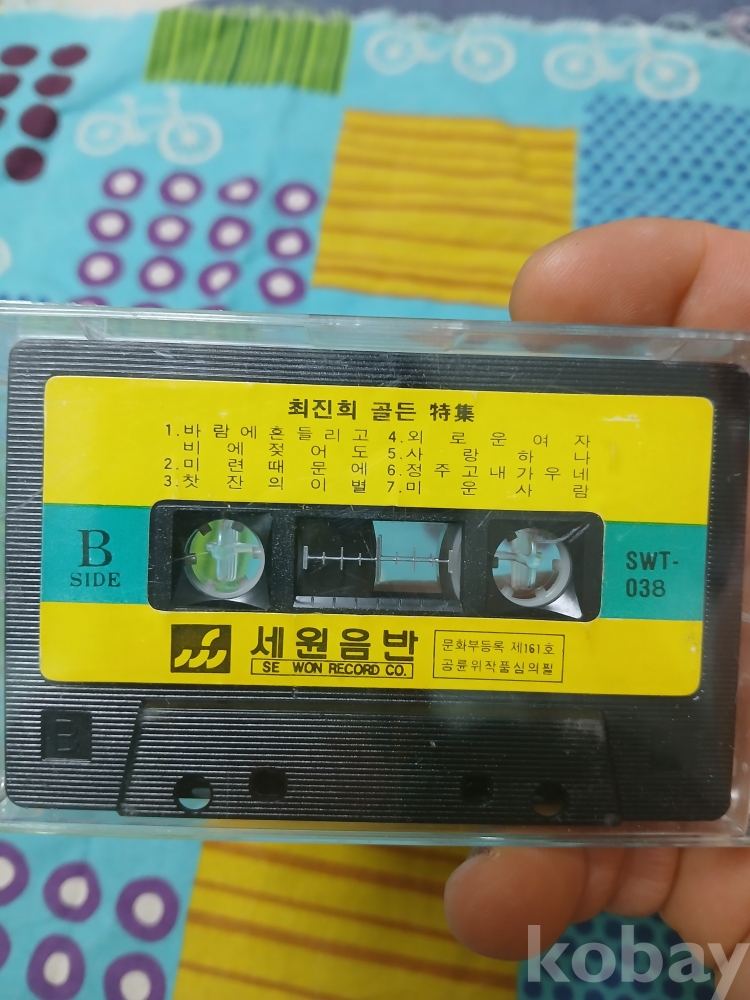 최진희 골든 特集
1.바람에흔들리고
비에젖어도
2.미련때문에
3.찻잔의이별
4.외로운여자
5.사랑하나
6.정주고내가우네
7.미운사람
B
SIDE
SWT-
038
세원음반
SE WON RECORD CO.
문화부등록 제161호
공륜위작품심의필
B
kobay